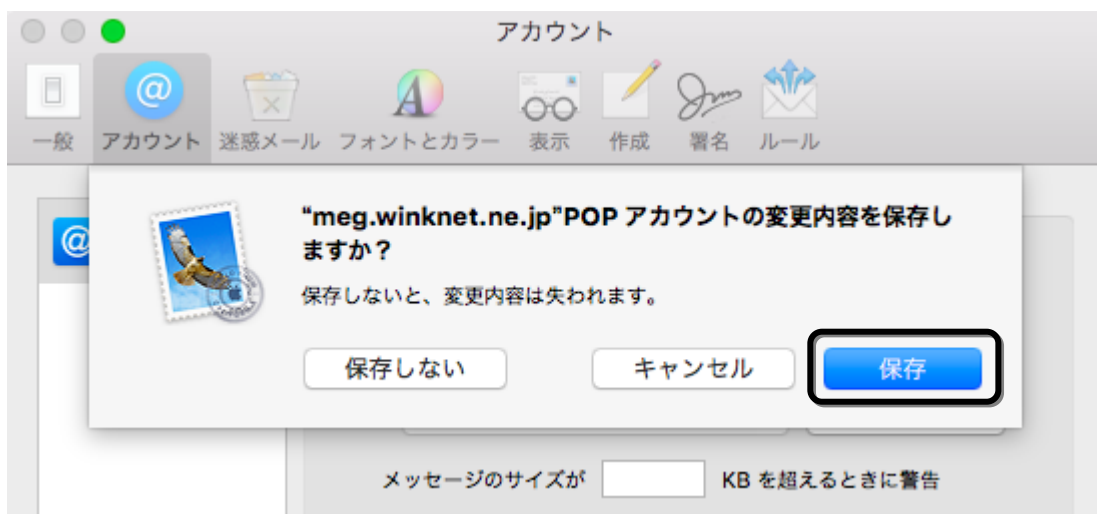 アカウント
一般 アカウント 迷惑メール フォントとカラー 表示 作成 署名 ルール
“meg.winknet.ne.jp”POP アカウントの変更内容を保存し
ますか？
保存しないと、変更内容は失われます。
保存しない キャンセル 保存
メッセージのサイズが KB を超えるときに警告